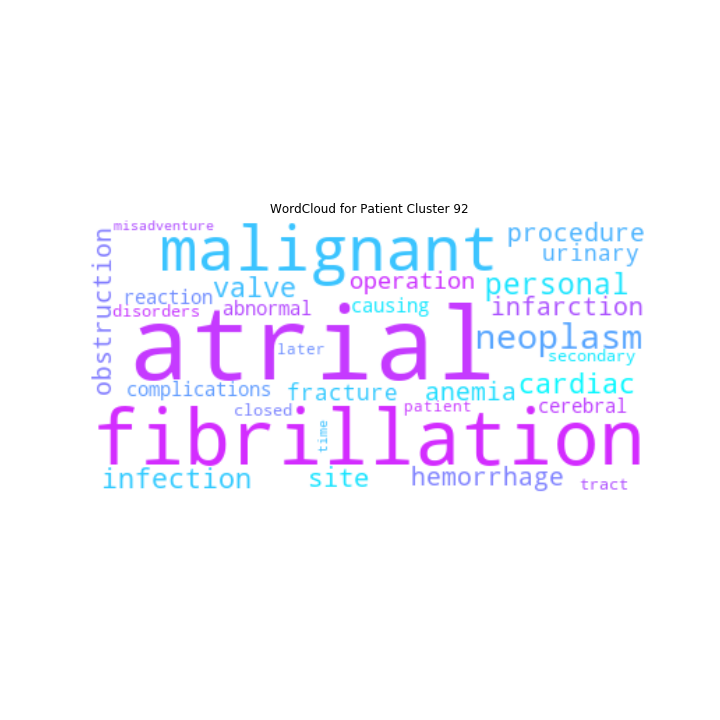 WordCloud for Patient Cluster 92
misadventure
malignant
procedure
urinary
obstruction
reaction
valve
operation
personal
disorders
abnormal
causing
infarction
atrial
later
neoplasm
secondary
complications
fracture
anemia
cardiac
closed
patient
cerebral
fibrillation
time
infection
site
hemorrhage
tract